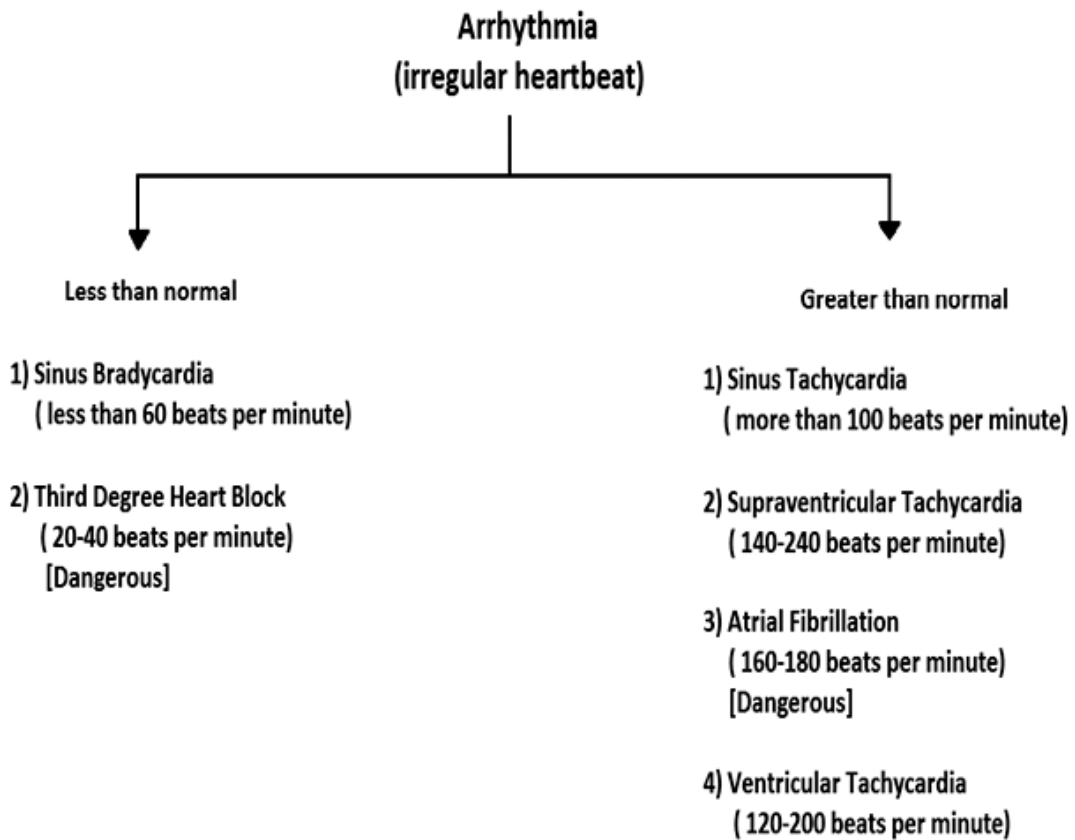 Arrhythmia
(irregular heartbeat)
Less than normal
1) Sinus Bradycardia
( less than 60 beats per minute)
2) Third Degree Heart Block
( 20-40 beats per minute)
[Dangerous]
Greater than normal
1) Sinus Tachycardia
( more than 100 beats per minute)
2) Supraventricular Tachycardia
( 140-240 beats per minute)
3) Atrial Fibrillation
( 160-180 beats per minute)
[Dangerous]
4) Ventricular Tachycardia
( 120-200 beats per minute)